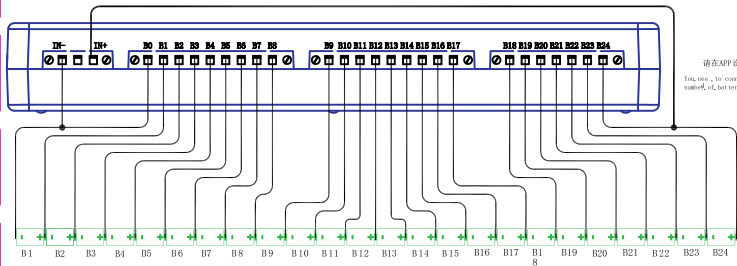 IN- IN+ B0 B1 B2 B3 B4 B5 B6 B7 B8 B9 B10 B11 B12 B13 B14 B15 B16 B17 B18 B19 B20 B21 B22 B23 B24
请在APP
You nee , to conn
number of batter
B1 B2 B3 B4 B5 B6 B7 B8 B9 B10 B11 B12 B13 B14 B15 B16 B17 B18 B19 B20 B21 B22 B23 B24